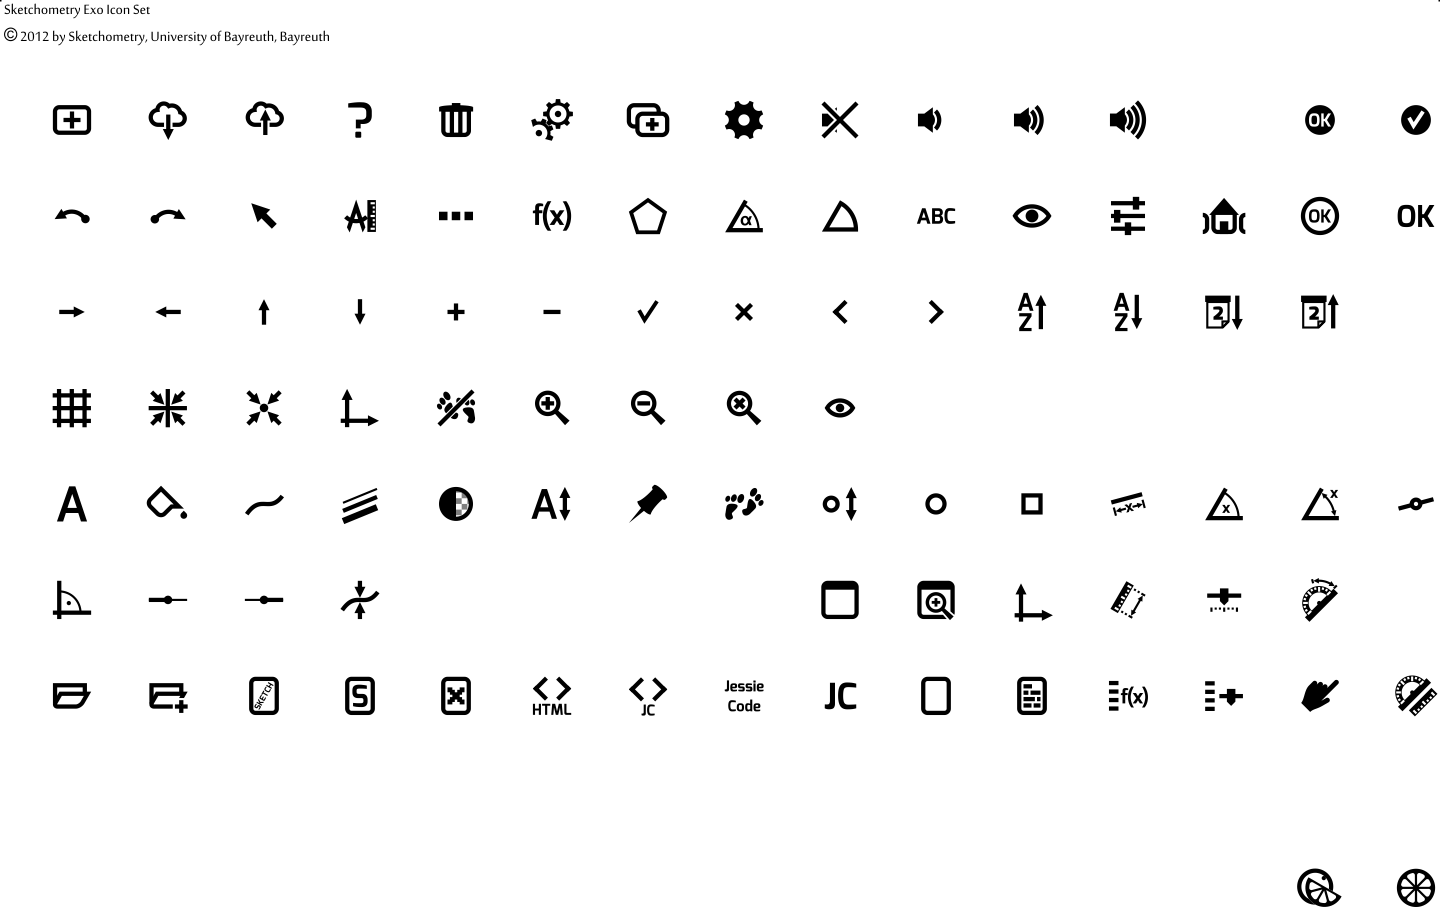 Sketchometry Exo Icon Set
© 2012 by Sketchometry, University of Bayreuth, Bayreuth
?
OK
f(x)
α
ABC
OK
OK
A
Z
A
Z
2
2
A
A
x
x
x
SKETCH
S
HTML
JC
Jessie
Code
JC
f(x)